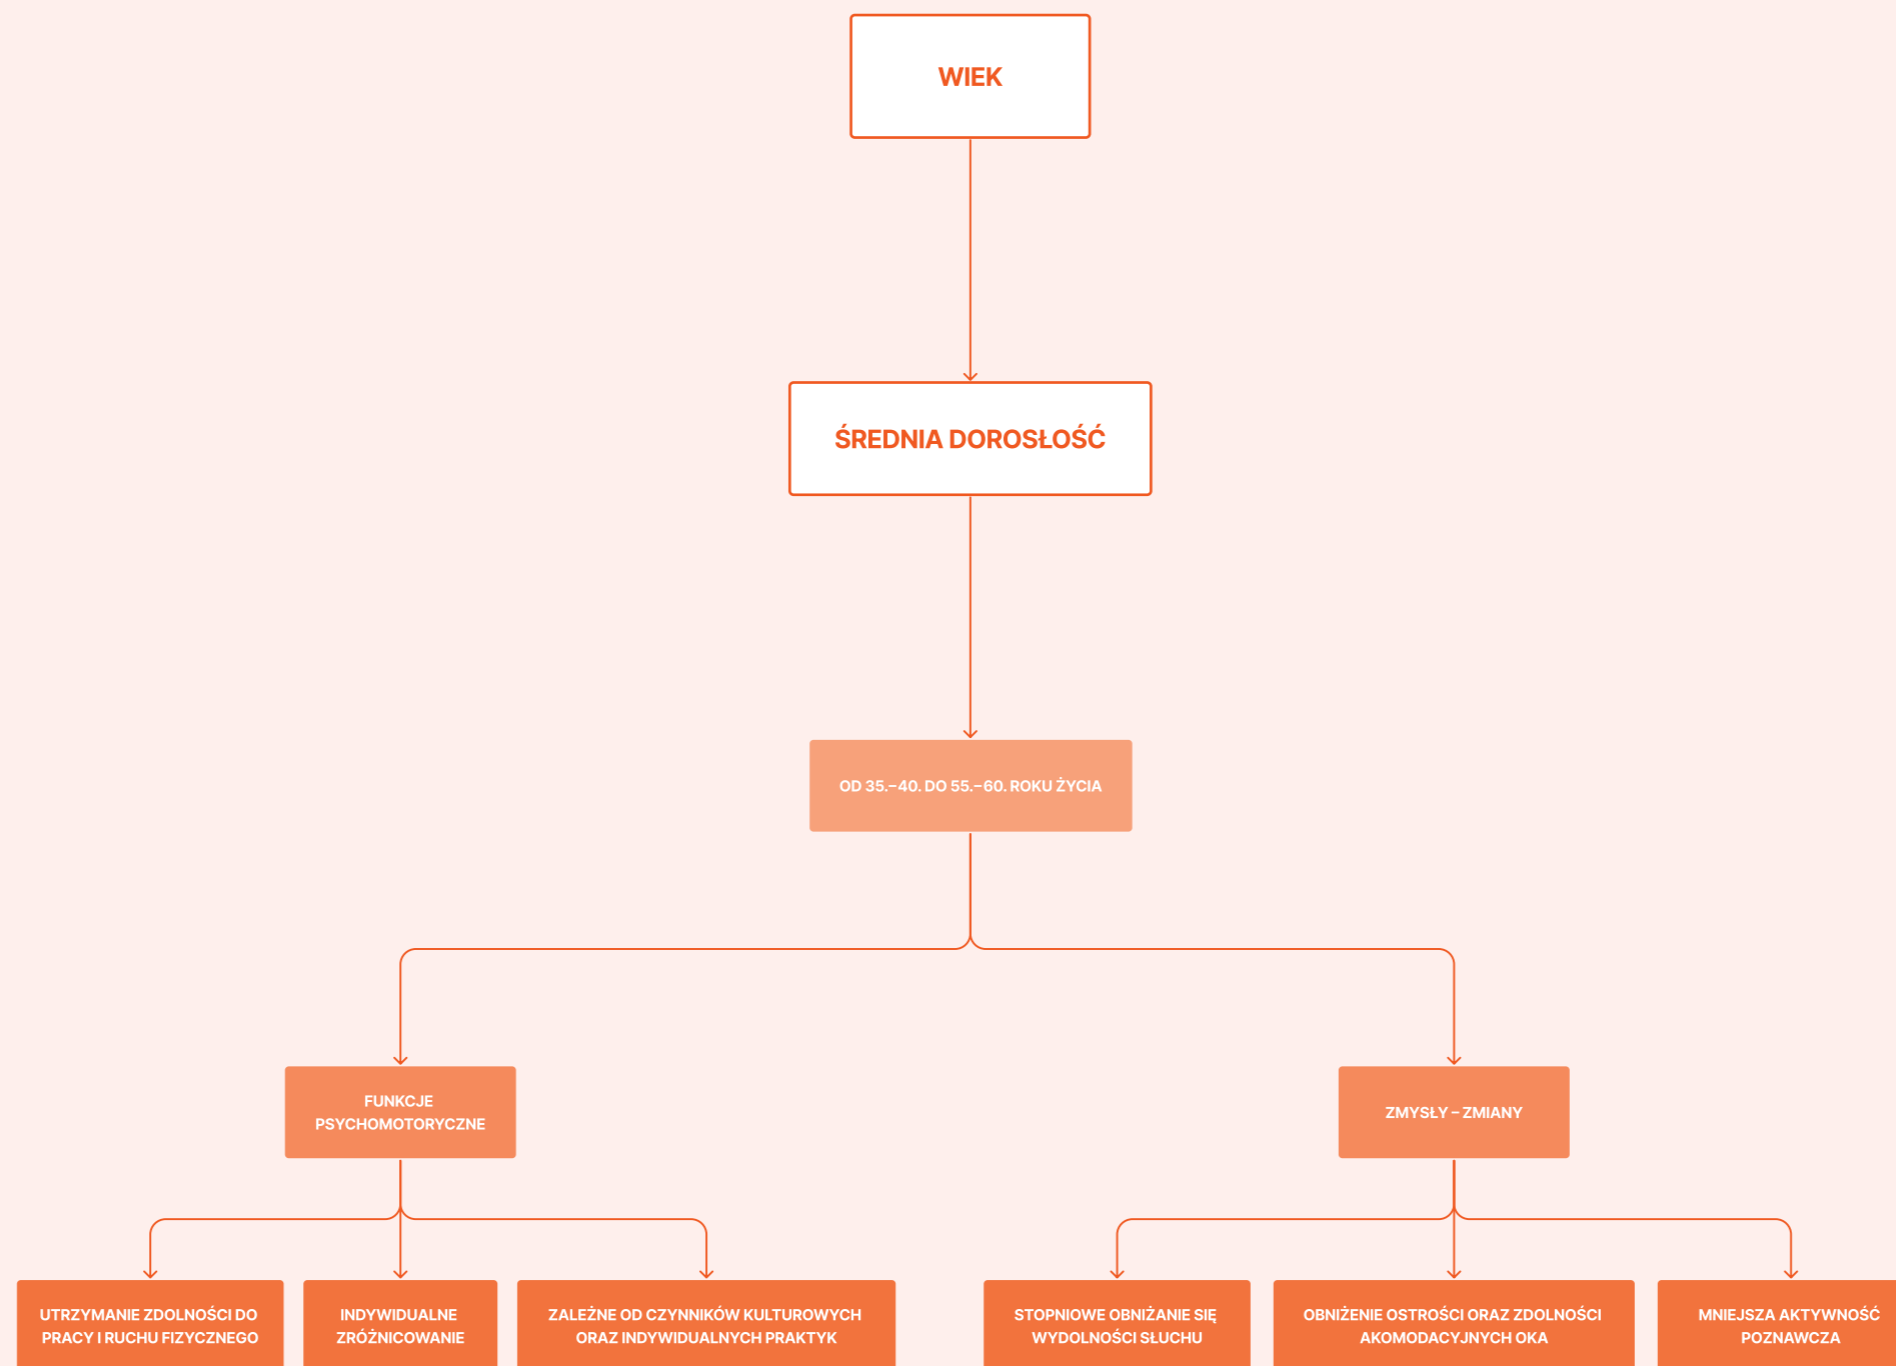 WIEK
ŚREDNIA DOROSŁOŚĆ
OD 35.–40. DO 55.–60. ROKU ŻYCIA
FUNKCJE
PSYCHOMOTORYCZNE
ZMYSŁY – ZMIANY
UTRZYMANIE ZDOLNOŚCI DO
PRACY I RUCHU FIZYCZNEGO
INDYWIDUALNE
ZRÓŻNICOWANIE
ZALEŻNE OD CZYNNIKÓW KULTUROWYCH
ORAZ INDYWIDUALNYCH PRAKTYK
STOPNIOWE OBNIŻANIE SIĘ
WYDOLNOŚCI SŁUCHU
OBNIŻENIE OSTROŚCI ORAZ ZDOLNOŚCI
AKOMODACYJNYCH OKA
MNIEJSZA AKTYWNOŚĆ
POZNAWCZA